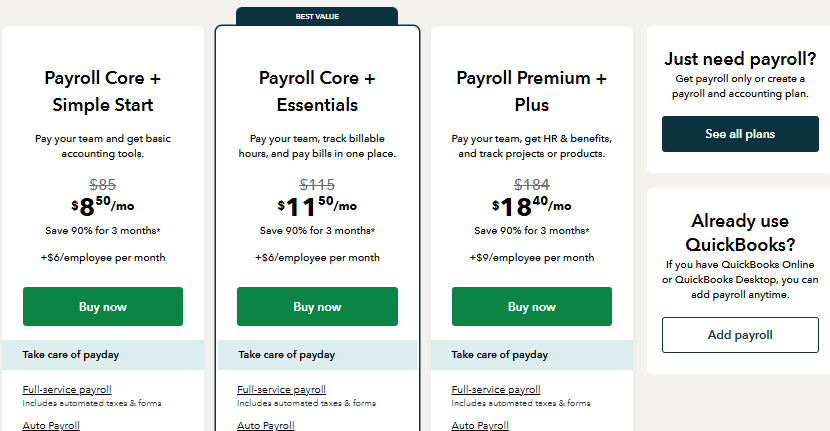 BEST VALUE
Payroll Core +
Simple Start
Pay your team and get basic
accounting tools.
$85
$8 50/mo
Save 90% for 3 months*
+$6/employee per month
Buy now
Take care of payday
Full-service payroll
Includes automated taxes & forms
Auto Payroll
Payroll Core +
Essentials
Pay your team, track billable
hours, and pay bills in one place.
$115
$11 50/mo
Save 90% for 3 months*
+$6/employee per month
Buy now
Take care of payday
Full-service payroll
Includes automated taxes & forms
Auto Payroll
Payroll Premium +
Plus
Pay your team, get HR & benefits,
and track projects or products.
$184
$18 40/mo
Save 90% for 3 months*
+$9/employee per month
Buy now
Take care of payday
Full-service payroll
Includes automated taxes & forms
Auto Payroll
Just need payroll?
Get payroll only or create a
payroll and accounting plan.
See all plans
Already use
QuickBooks?
If you have QuickBooks Online
or QuickBooks Desktop, you can
add payroll anytime.
Add payroll